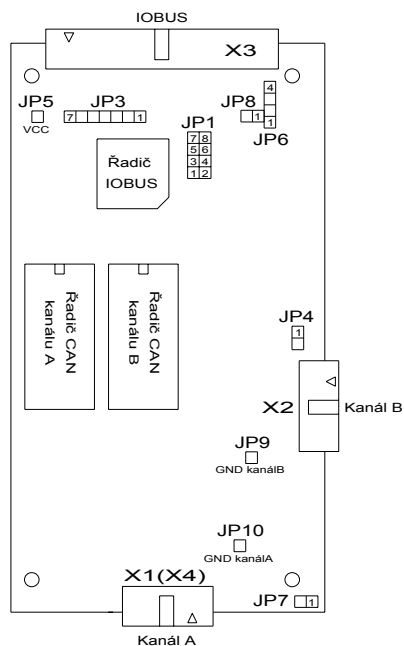 IOBUS
X3
JP5
VCC
JP3
7 1
JP1
7 8
5 6
3 4
1 2
JP8
1
4
1
JP6
Řadič
IOBUS
Řadič CAN
kanálu A
Řadič CAN
kanálu B
JP4
1
X2
Kanál B
JP9
GND kanálB
JP10
GND kanálA
X1(X4)
JP7
1
Kanál A